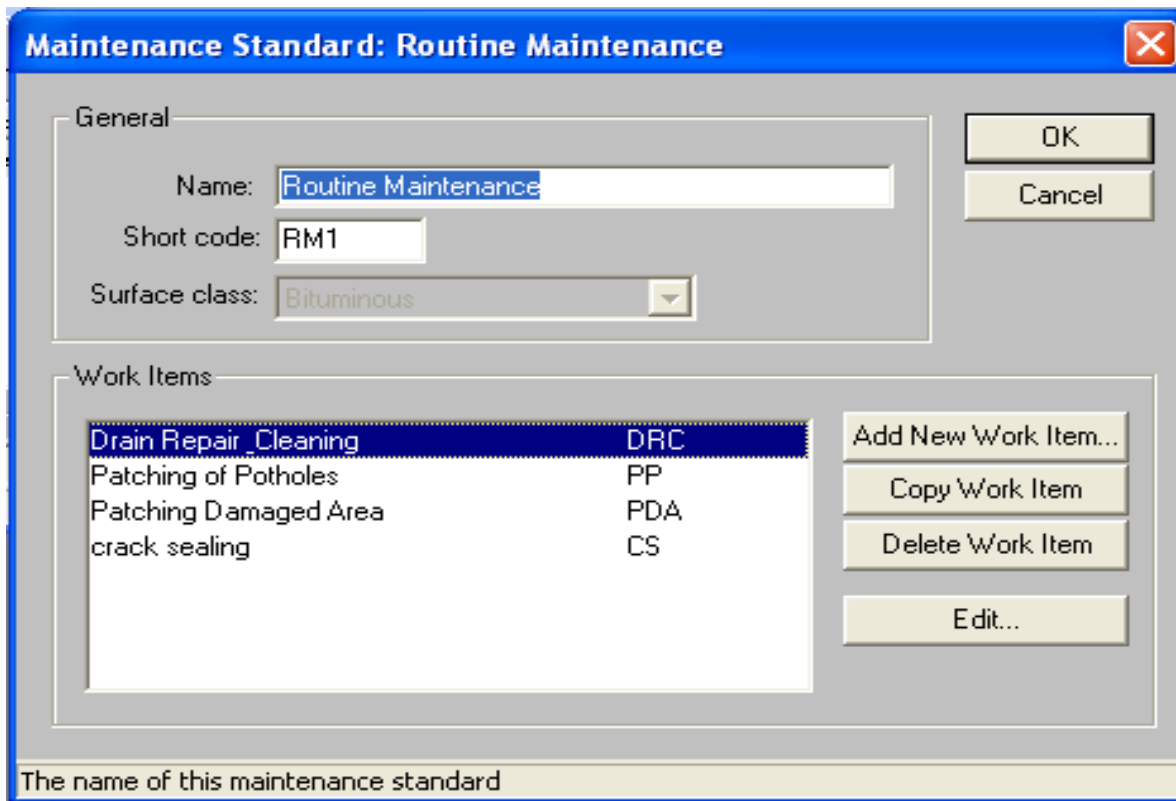 Maintenance Standard: Routine Maintenance
General
Name: Routine Maintenance
Short code: RM1
Surface class: Bituminous
OK
Cancel
Work Items
Drain Repair_Cleaning DRC
Patching of Potholes PP
Patching Damaged Area PDA
crack sealing CS
Add New Work Item...
Copy Work Item
Delete Work Item
Edit...
The name of this maintenance standard